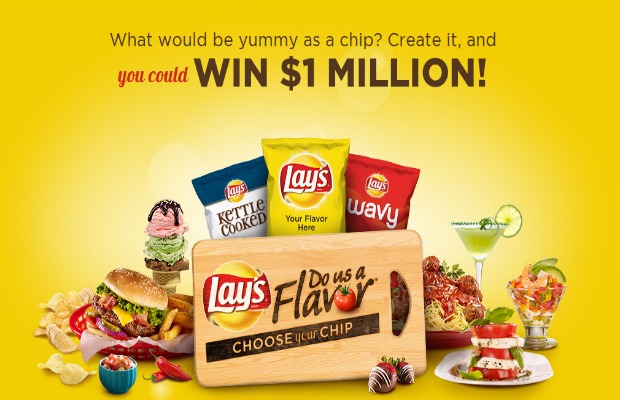 What would be yummy as a chip? Create it, and
you could WIN $1 MILLION!
Lay's
KETTLE
COOKED
Lay's
Your Flavor
Here
Lay's
wavy
Lay's
Do us a
Flavor
CHOOSE your CHIP